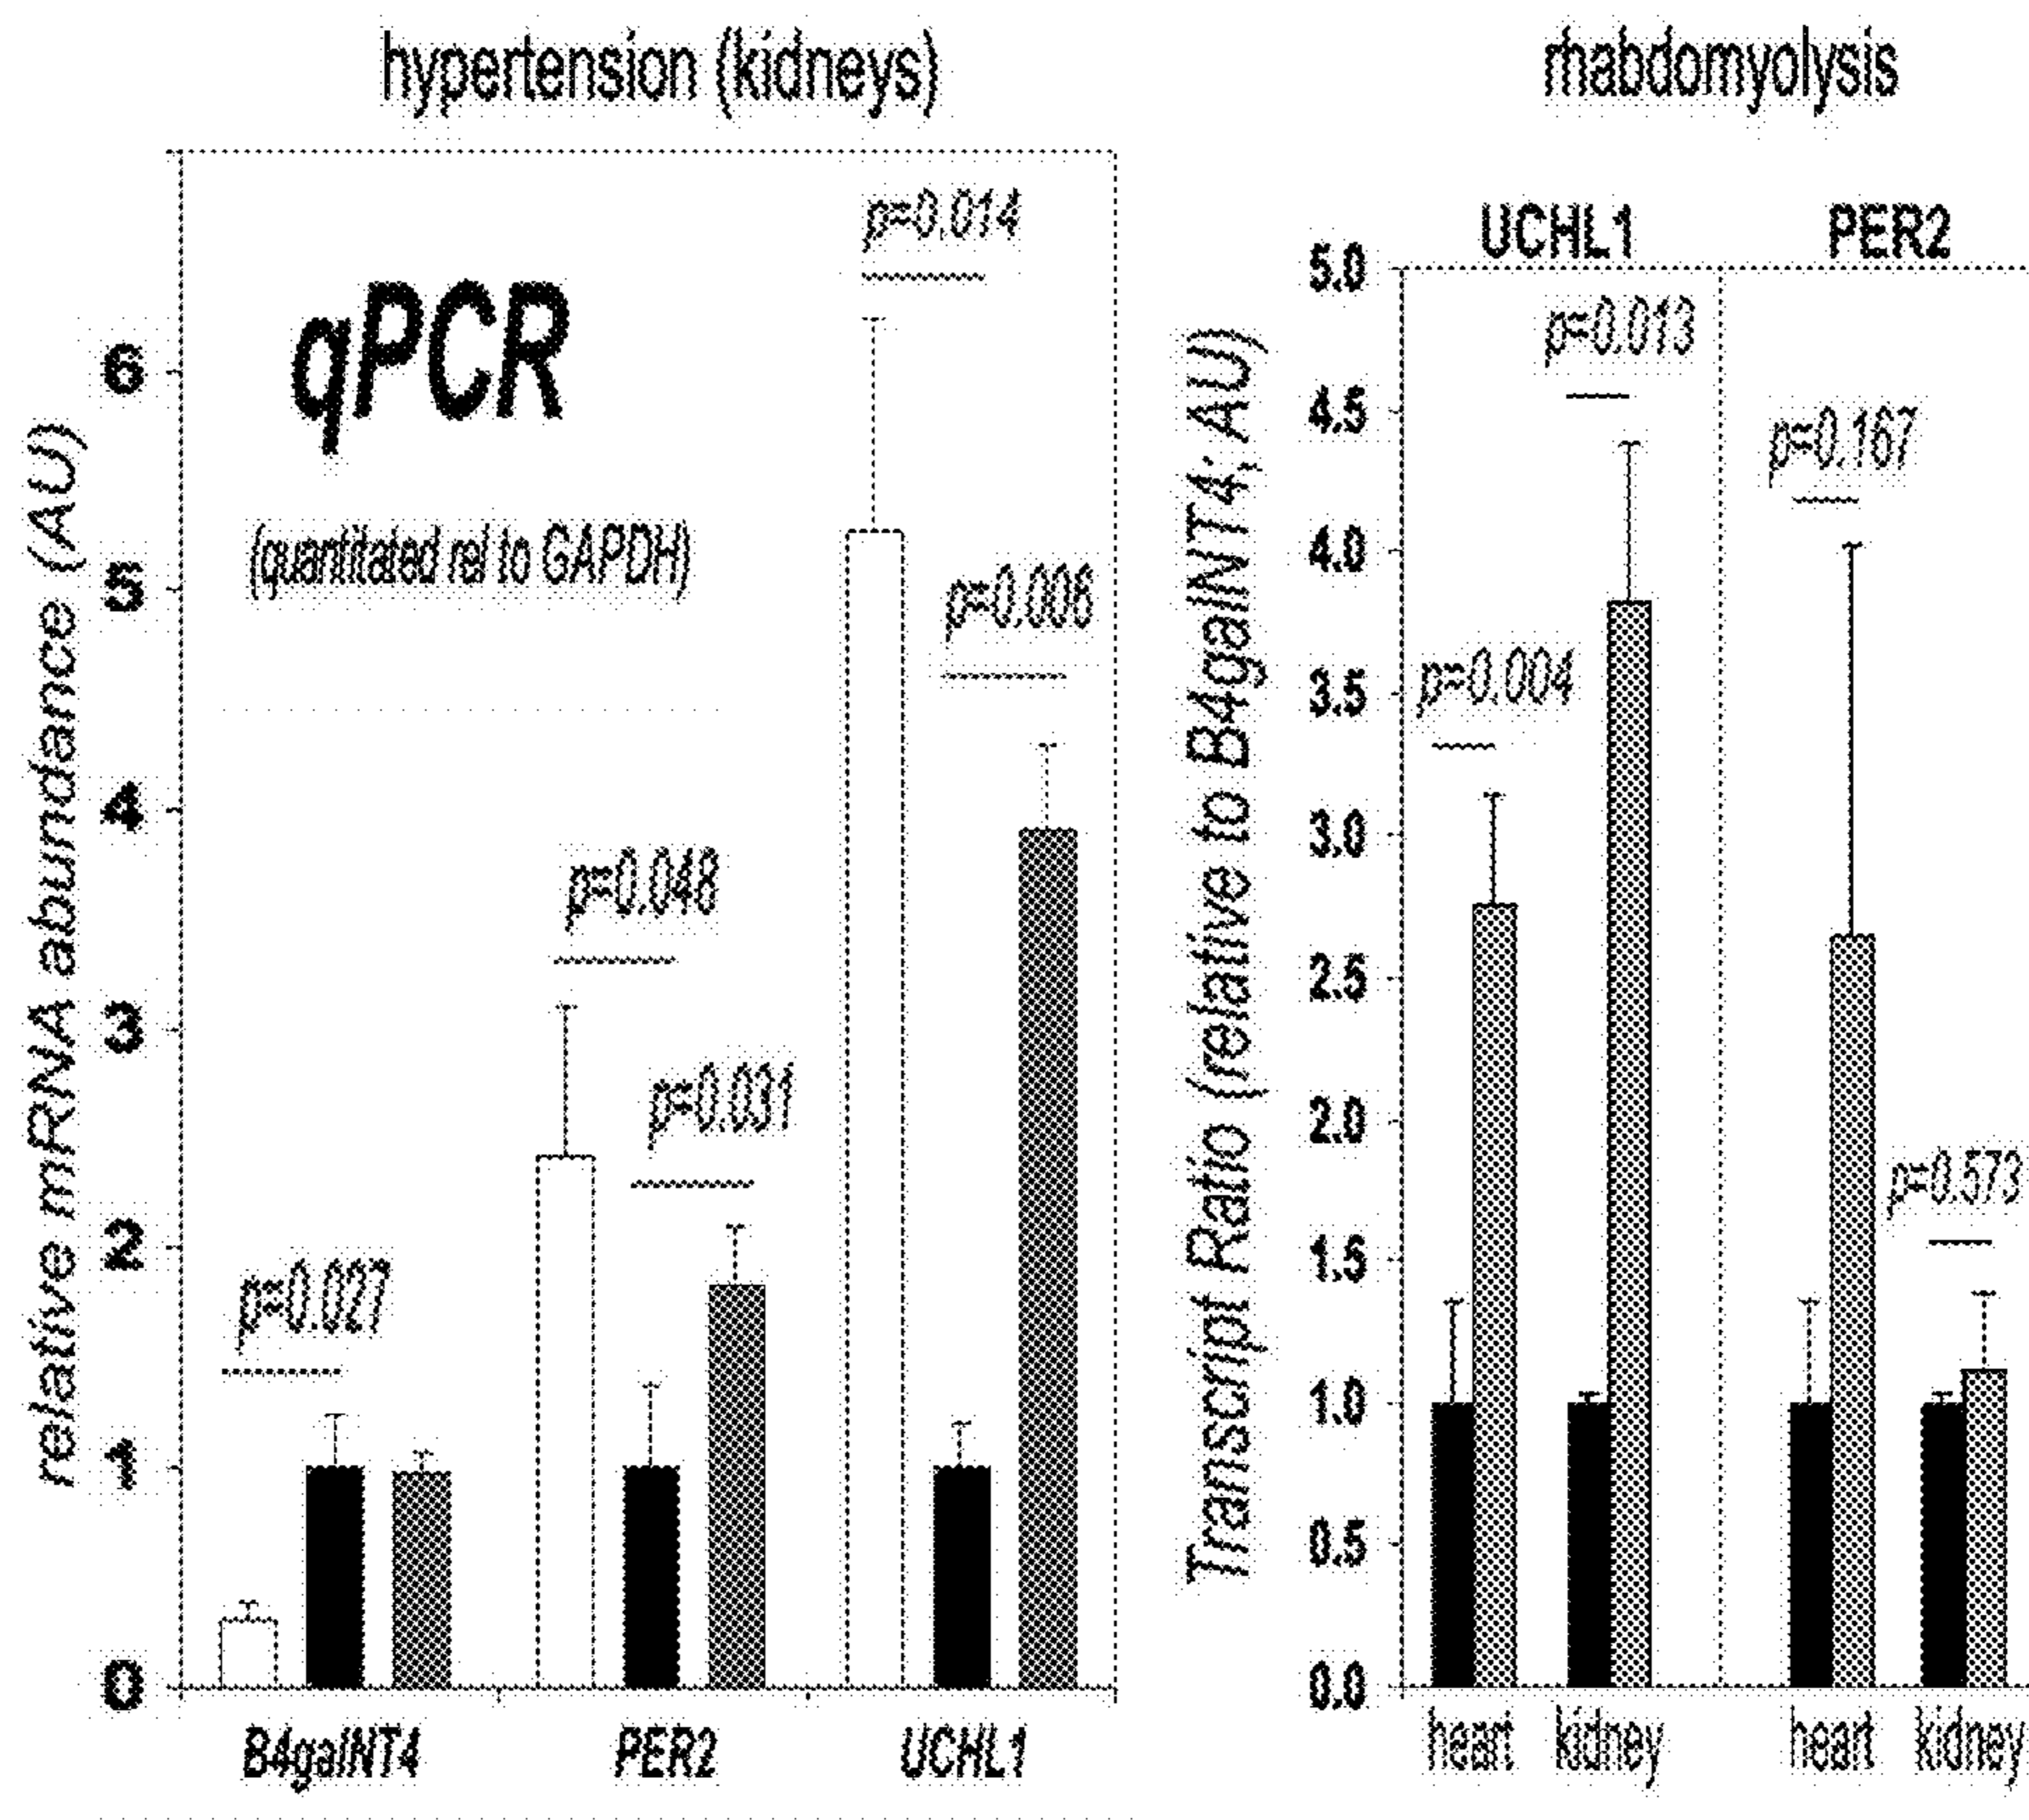 hypertension (kidneys)
relative mRNA abundance (AU)
6
5
4
3
2
1
0
qPCR
(quantitated rel to GAPDH)
p=0.014
p=0.006
p=0.048
p=0.031
p=0.027
B4galNT4
PER2
UCHL1
rhabdomyolysis
UCHL1
PER2
Transcript Ratio (relative to B4galNT4; AU)
5.0
4.5
4.0
3.5
3.0
2.5
2.0
1.5
1.0
0.5
0.0
p=0.013
p=0.167
p=0.004
p=0.573
heart
kidney
heart
kidney